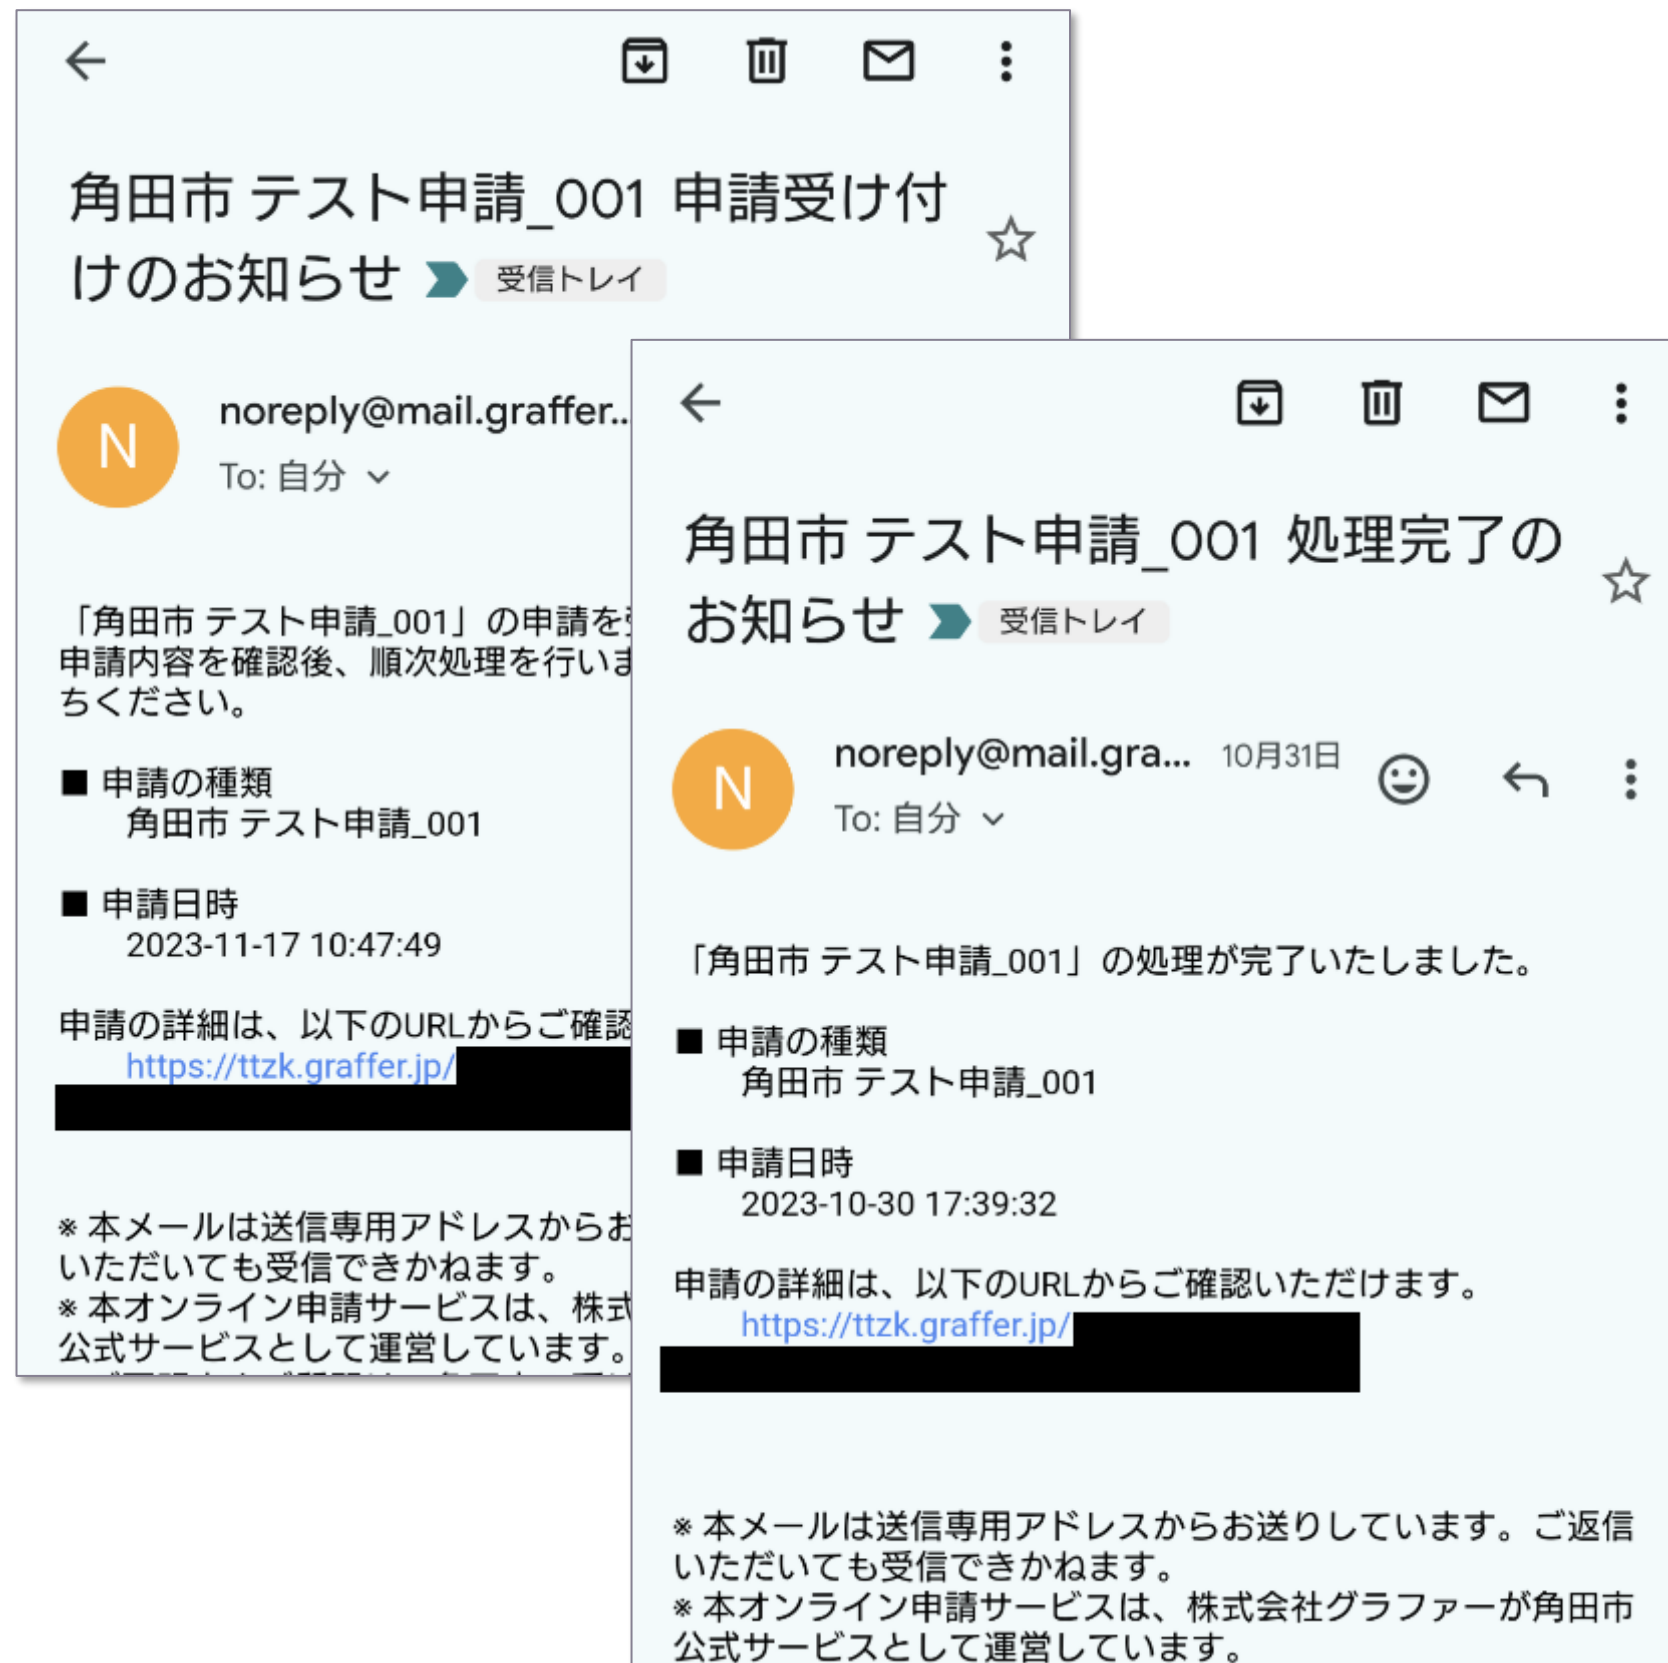 角田市 テスト申請_001 申請受け付
けのお知らせ 受信トレイ
N
noreply@mail.graffer...
To: 自分
「角田市 テスト申請_001」の申請を
申請内容を確認後、順次処理を行いま
ちください。
■ 申請の種類
角田市 テスト申請_001
■ 申請日時
2023-11-17 10:47:49
申請の詳細は、以下のURLからご確認
https://ttzk.graffer.jp/
※ 本メールは送信専用アドレスからお
いただいても受信できかねます。
※ 本オンライン申請サービスは、株式
公式サービスとして運営しています。
角田市 テスト申請_001 処理完了の
お知らせ 受信トレイ
N
noreply@mail.gra... 10月31日
To: 自分
「角田市 テスト申請_001」の処理が完了いたしました。
■ 申請の種類
角田市 テスト申請_001
■ 申請日時
2023-10-30 17:39:32
申請の詳細は、以下のURLからご確認いただけます。
https://ttzk.graffer.jp/
※ 本メールは送信専用アドレスからお送りしています。ご返信
いただいても受信できかねます。
※ 本オンライン申請サービスは、株式会社グラファーが角田市
公式サービスとして運営しています。